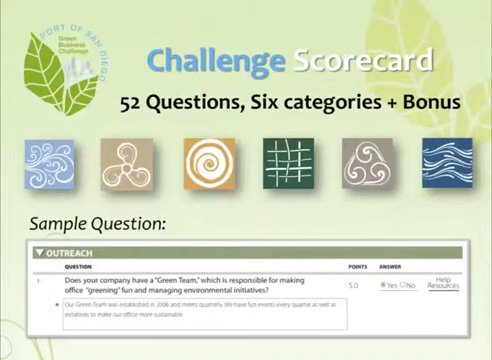 PORT OF SAN DIEGO
Green
Business
Challenge
Challenge Scorecard
52 Questions, Six categories + Bonus
Sample Question:
OUTREACH
QUESTION POINTS ANSWER
1. Does your company have a "Green Team," which is responsible for making 5.0 Yes No Help
office "greening" fun and managing environmental initiatives? Resources
Our Green Team was established in 2006 and meets quarterly. We have fun events every quarter as well as
initiatives to make our office more sustainable.